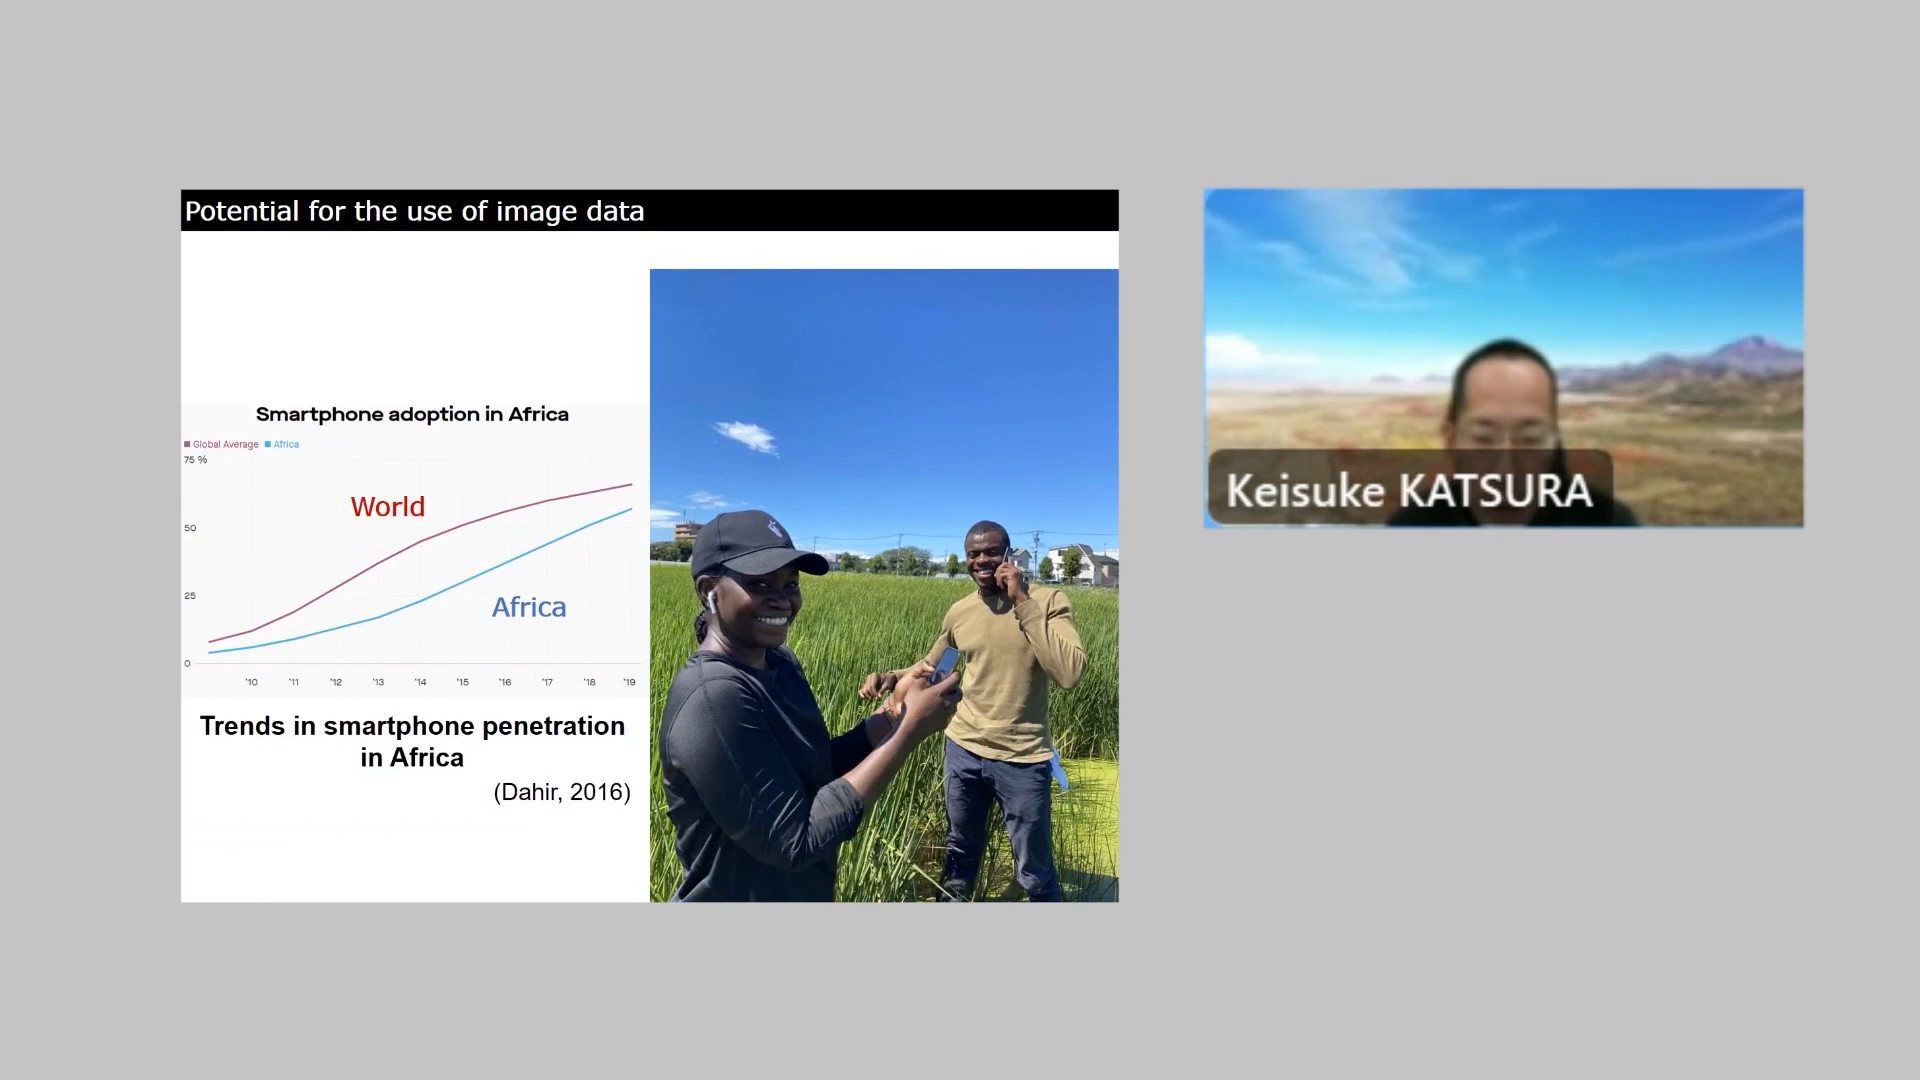 Potential for the use of image data
Smartphone adoption in Africa
Global Average Africa
75 %
50
25
0
World
Africa
'10 '11 '12 '13 '14 '15 '16 '17 '18 '19
Trends in smartphone penetration
in Africa
(Dahir, 2016)
Keisuke KATSURA